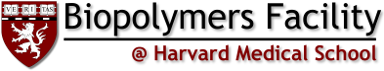 VE RI TAS
Biopolymers Facility
@ Harvard Medical School